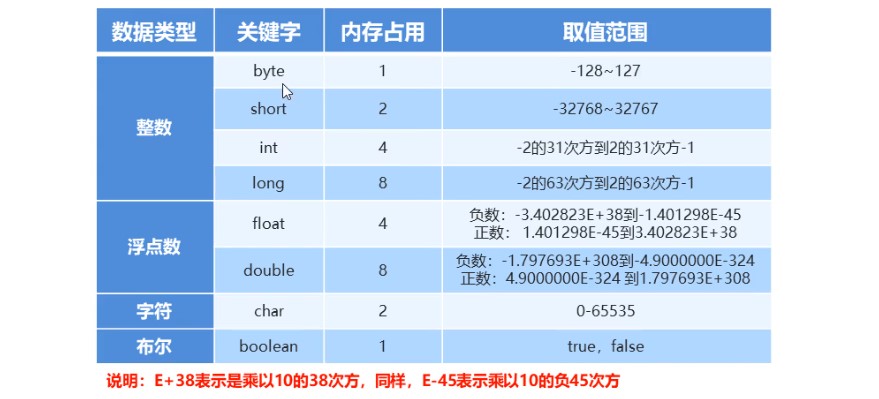 数据类型 关键字 内存占用 取值范围
整数 byte 1 -128~127
short 2 -32768~32767
int 4 -2的31次方到2的31次方-1
long 8 -2的63次方到2的63次方-1
浮点数 float 4 负数：-3.402823E+38到-1.401298E-45
正数： 1.401298E-45到3.402823E+38
double 8 负数：-1.797693E+308到-4.9000000E-324
正数：4.9000000E-324 到1.797693E+308
字符 char 2 0-65535
布尔 boolean 1 true，false
说明：E+38表示是乘以10的38次方，同样，E-45表示乘以10的负45次方